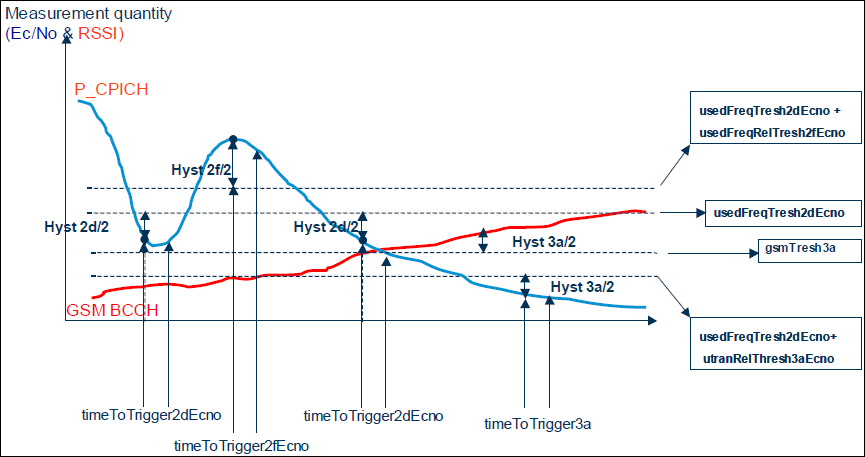 Measurement quantity
(Ec/No & RSSI)
P_CPICH
usedFreqTresh2dEcno +
usedFreqRelTresh2fEcno
Hyst 2f/2
usedFreqTresh2dEcno
Hyst 2d/2
Hyst 2d/2
Hyst 3a/2
gsmTresh3a
Hyst 3a/2
GSM BCCH
usedFreqTresh2dEcno+
utranRelThresh3aEcno
timeToTrigger2dEcno
timeToTrigger2dEcno
timeToTrigger3a
timeToTrigger2fEcno